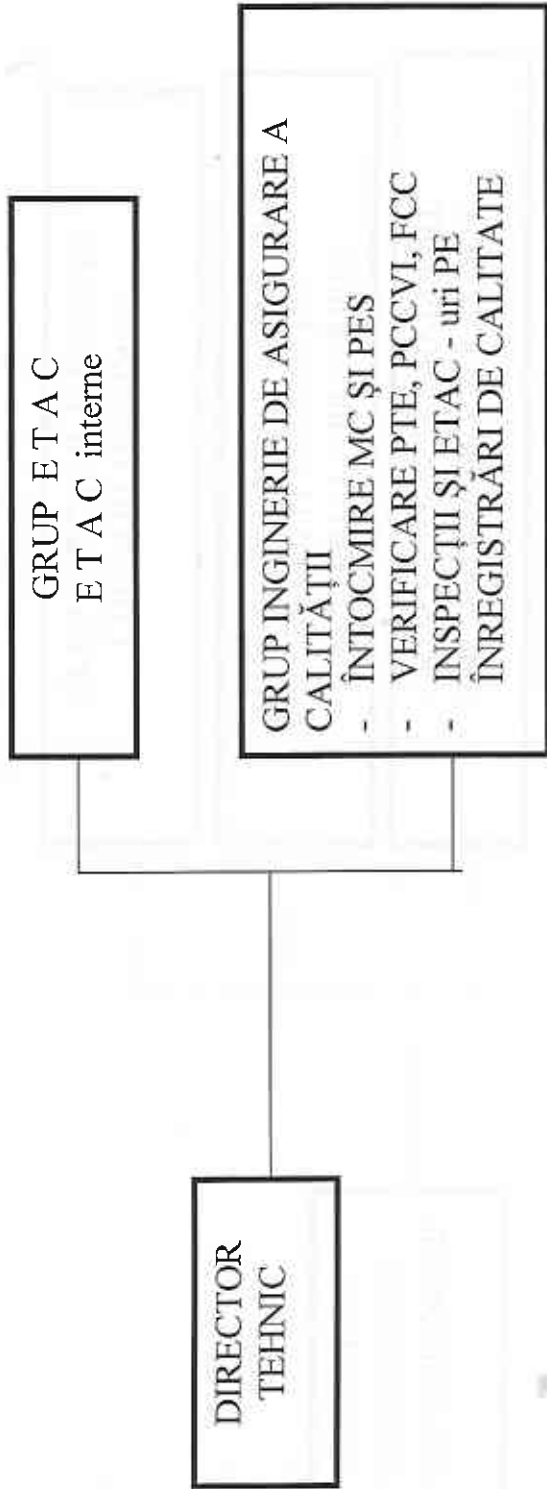 DIRECTOR
TEHNIC
GRUP E T A C
E T A C interne
GRUP INGINERIE DE ASIGURARE A
CALITĂȚII
- ÎNTOCMIRE MC ȘI PES
- VERIFICARE PTE, PCCVI, FCC
- INSPECȚII ȘI ETAC - uri PE
ÎNREGISTRĂRI DE CALITATE